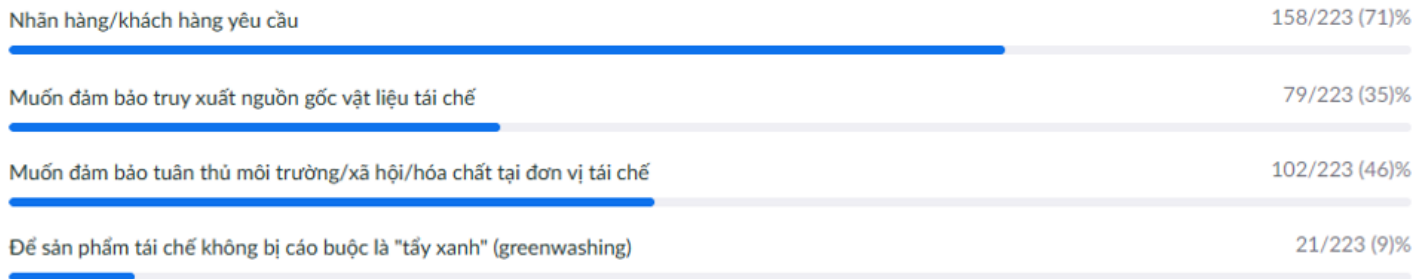 Nhãn hàng/khách hàng yêu cầu 158/223 (71)%
Muốn đảm bảo truy xuất nguồn gốc vật liệu tái chế 79/223 (35)%
Muốn đảm bảo tuân thủ môi trường/xã hội/hóa chất tại đơn vị tái chế 102/223 (46)%
Để sản phẩm tái chế không bị cáo buộc là "tẩy xanh" (greenwashing) 21/223 (9)%